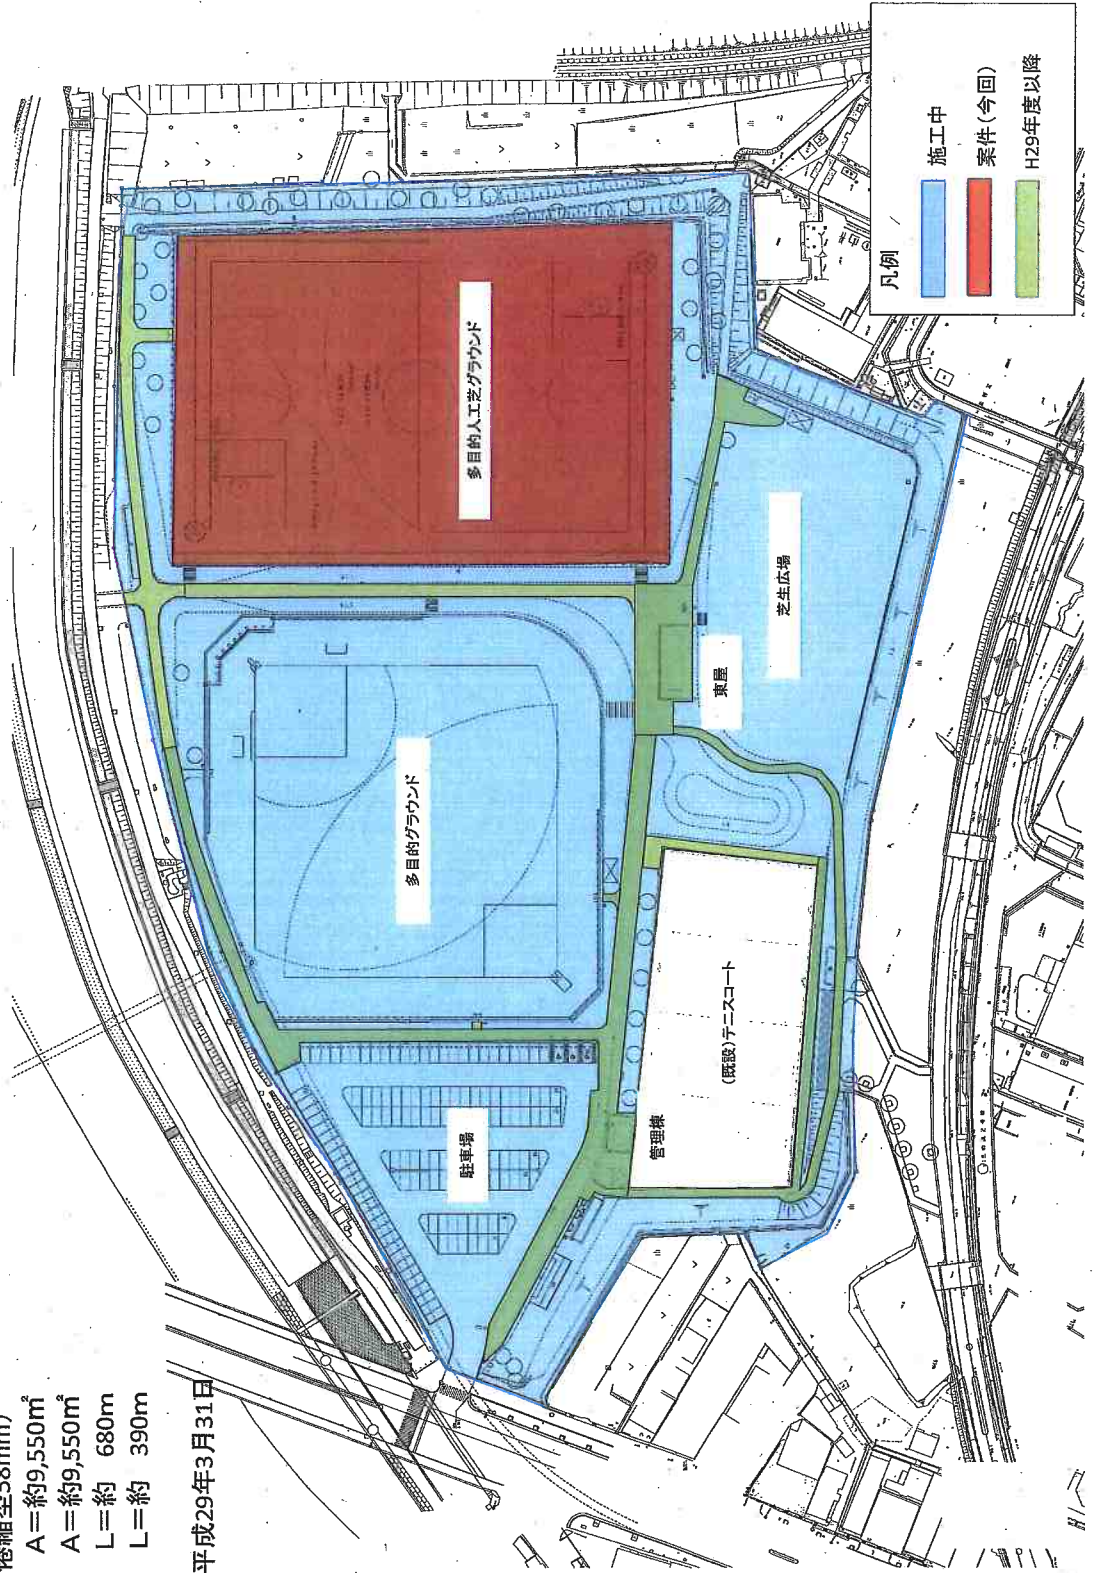 A=約9,550㎡
A=約9,550㎡
L=約 680m
L=約 390m
平成29年3月31日
多目的人工芝グラウンド
多目的グラウンド
芝生広場
東屋
駐車場
管理棟
(既設)テニスコート
凡例
施工中
案件(今回)
H29年度以降